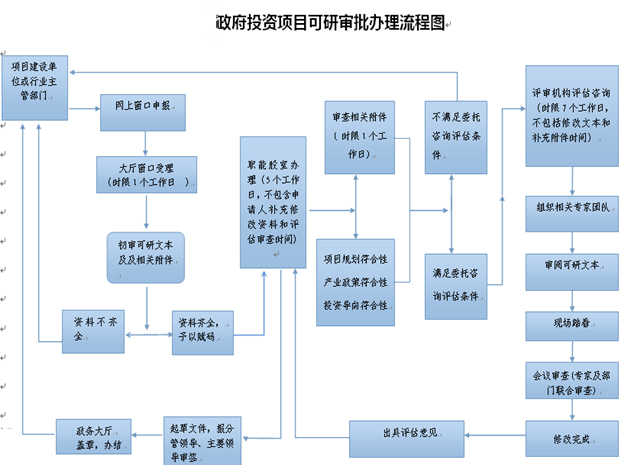 政府投资项目可研审批办理流程图
项目建设单
位或行业主
管部门
网上窗口申报
大厅窗口受理
(时限1个工作日 )
初审可研文本
及及相关附件
资料不齐
全
资料齐全，
予以赋码
职能股室办
理（5个工作
日，不包含申
请人补充修
改资料和评
估审查时间）
审查相关附件
（时限1个工
作日）
项目规划符合性
产业政策符合性
投资导向符合性
不满足委托
咨询评估条
件
满足委托咨
询评估条件
评审机构评估咨询
（时限7个工作日，
不包括修改文本和
补充附件时间）
组织相关专家团队
审阅可研文本
现场踏看
会议审查(专家及部
门联合审查)
修改完成
出具评估意见
起草文件，报分
管领导、主要领
导审签
政务大厅
盖章，办结